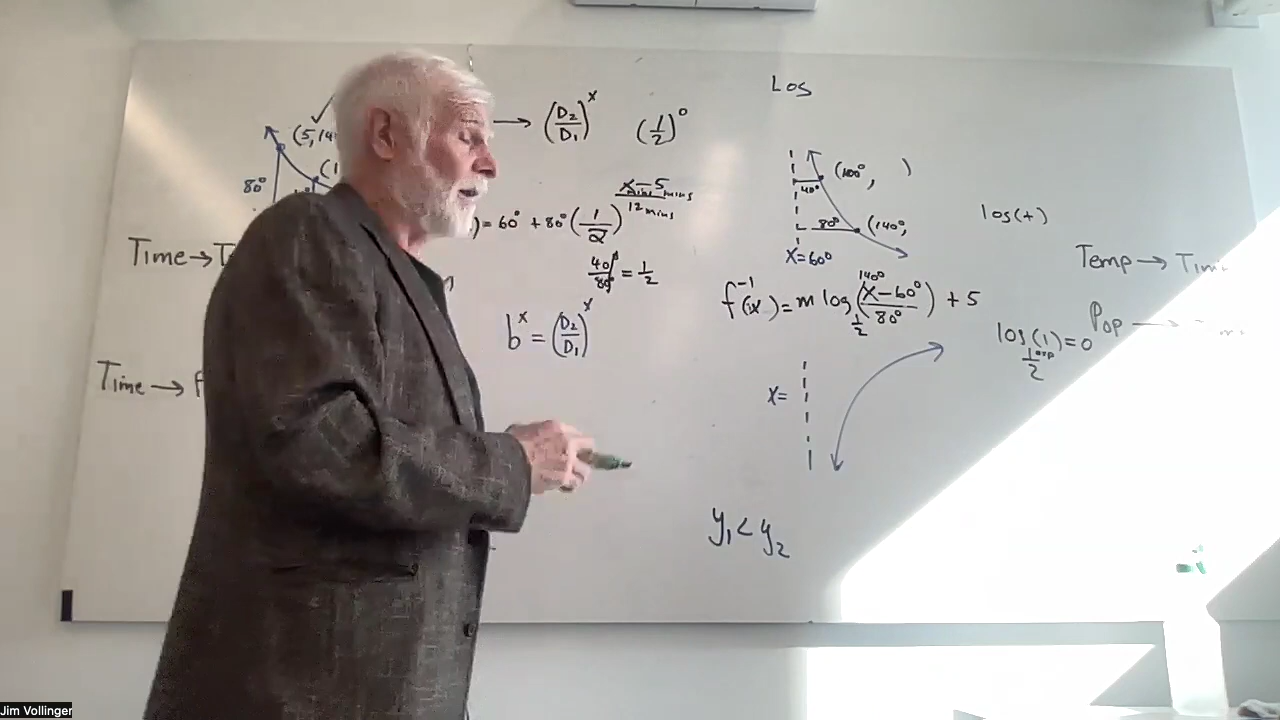 Los
(D₂/D₁)ˣ (1/2)⁰
(5,14
(1
80°
x-5 mins
12 mins
)= 60° + 80° (1/2)
40/80° = 1/2
bˣ = (D₂/D₁)ˣ
Time→T
Time→
(100°, )
40°
80°
(140°,
x=60°
log(+)
Temp→Tim
140°
f⁻¹(x)= m log 1/2 (x-60°/80°) + 5
Pop→
log 1/2 (1)=0
x=
y₁<y₂
Jim Vollinger